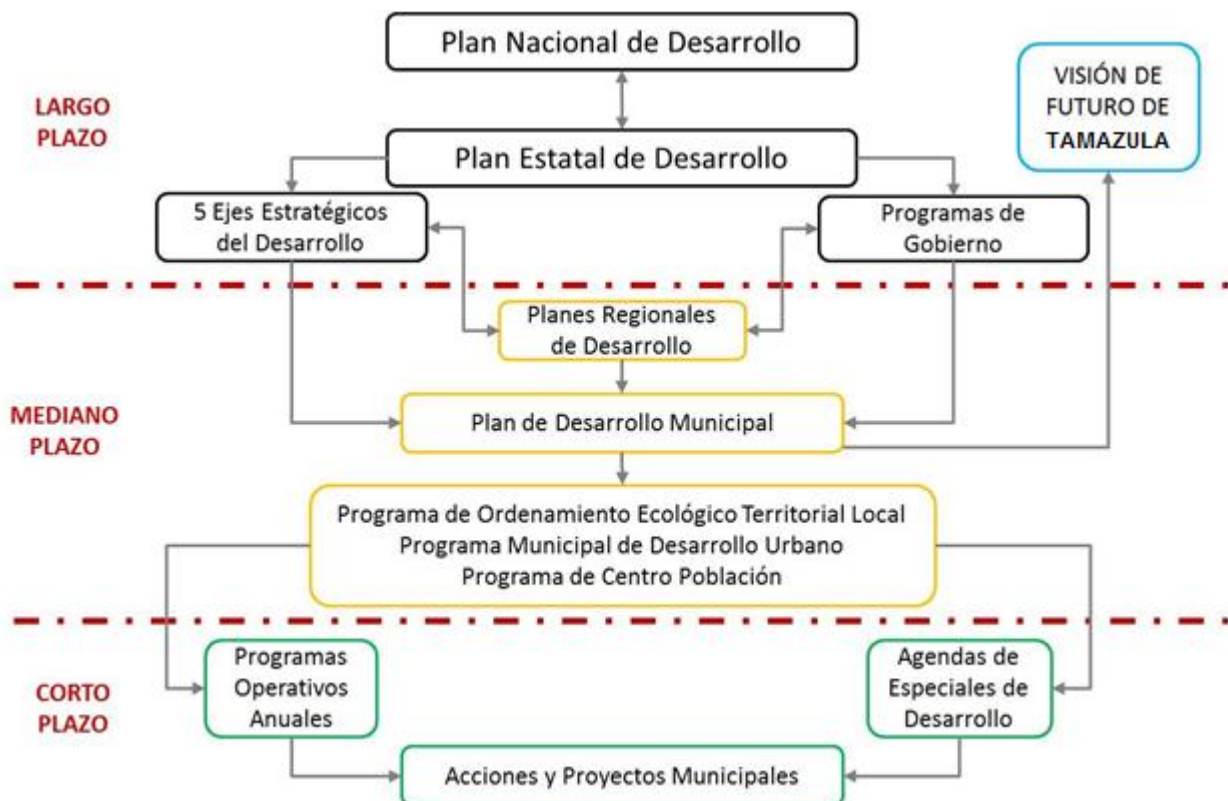 Plan Nacional de Desarrollo
VISIÓN DE
FUTURO DE
TAMAZULA
LARGO
PLAZO
Plan Estatal de Desarrollo
5 Ejes Estratégicos
del Desarrollo
Programas de
Gobierno
Planes Regionales
de Desarrollo
MEDIANO
PLAZO
Plan de Desarrollo Municipal
Programa de Ordenamiento Ecológico Territorial Local
Programa Municipal de Desarrollo Urbano
Programa de Centro Población
CORTO
PLAZO
Programas
Operativos
Anuales
Agendas de
Especiales de
Desarrollo
Acciones y Proyectos Municipales